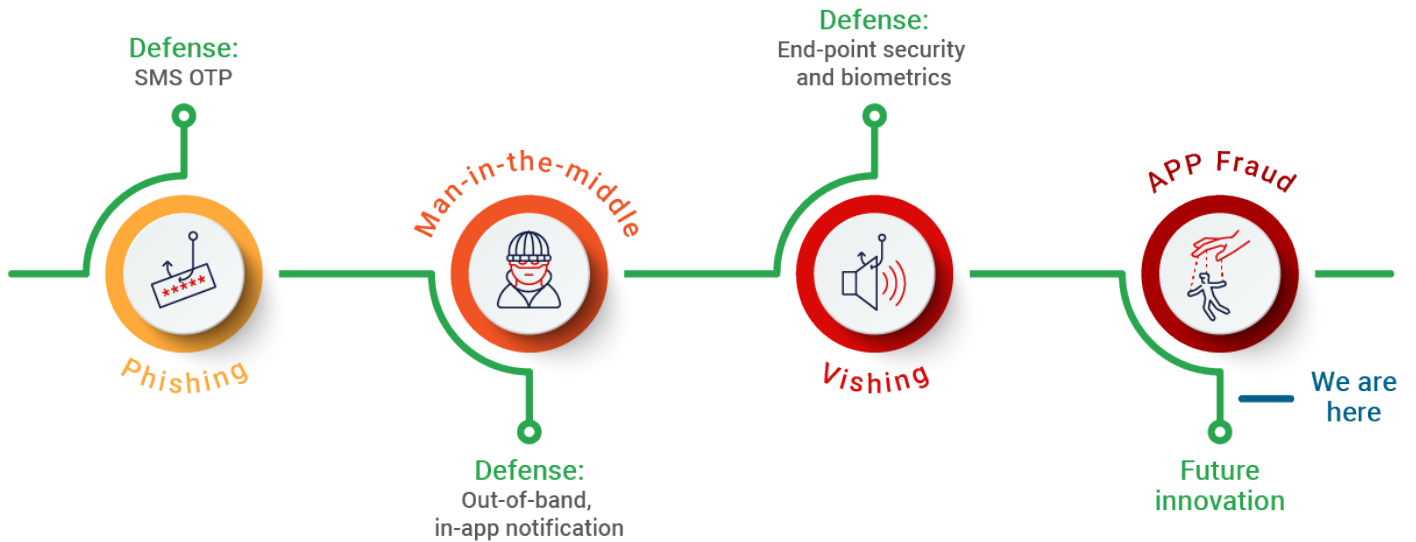 Defense:
SMS OTP
Phishing
Man-in-the-middle
Defense:
Out-of-band,
in-app notification
Defense:
End-point security
and biometrics
Vishing
APP Fraud
We are
here
Future
innovation
*****